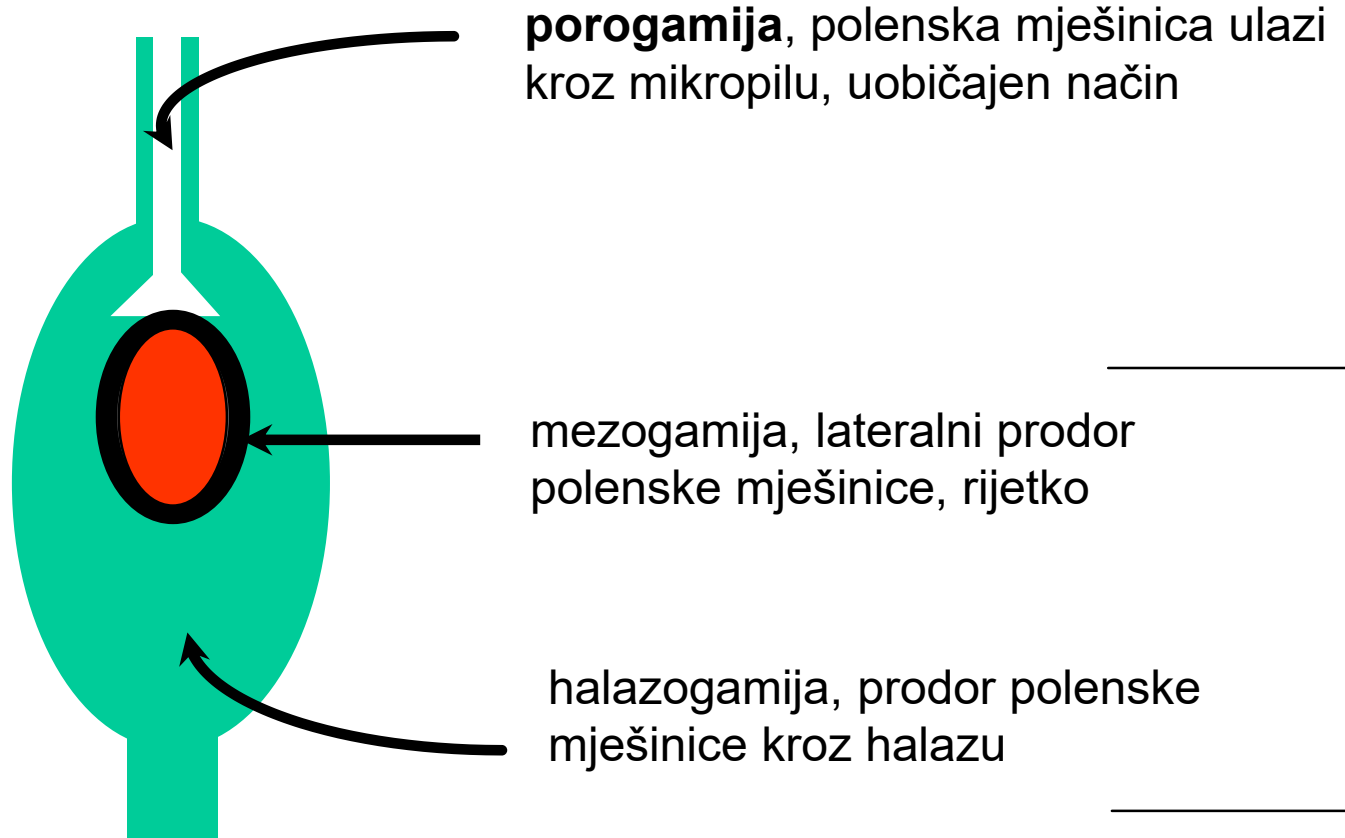 porogamija, polenska mješinica ulazi
kroz mikropilu, uobičajen način
mezogamija, lateralni prodor
polenske mješinice, rijetko
halazogamija, prodor polenske
mješinice kroz halazu